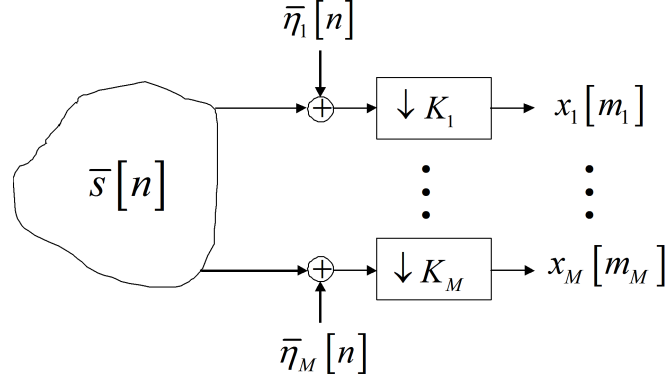 η̅₁[n]
↓ K₁ x₁[m₁]
s̅[n]
↓ K_M x_M[m_M]
η̅_M[n]